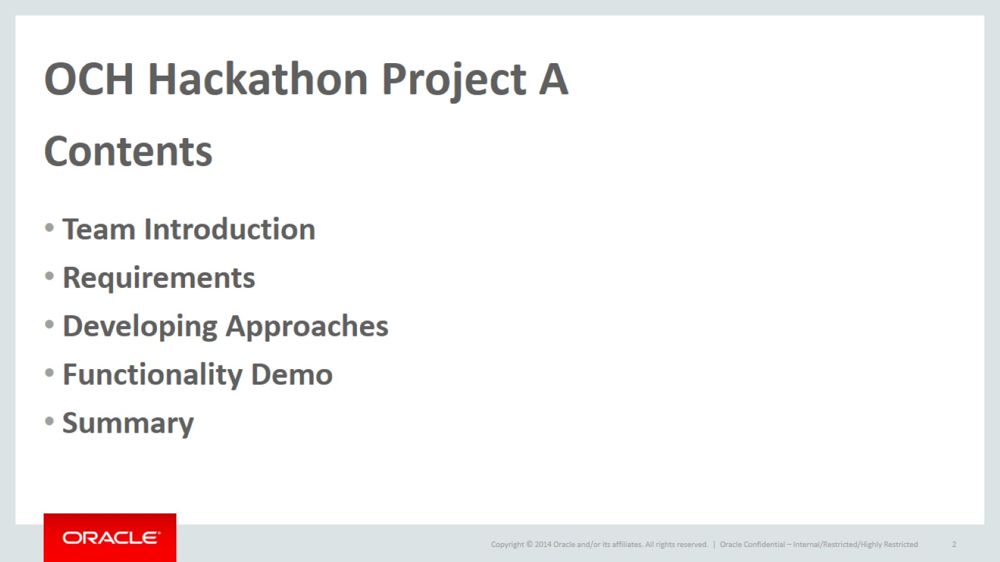 OCH Hackathon Project A
Contents
• Team Introduction
• Requirements
• Developing Approaches
• Functionality Demo
• Summary
ORACLE®
Copyright © 2014 Oracle and/or its affiliates. All rights reserved. | Oracle Confidential – Internal/Restricted/Highly Restricted 2